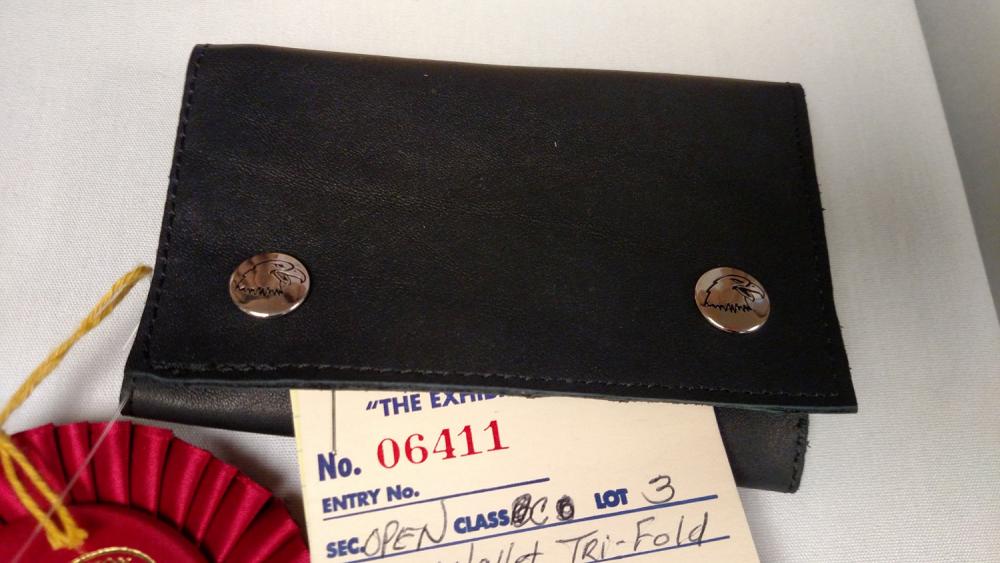 "THE EXHIB
No. 06411
ENTRY No.
SEC. OPEN CLASS C LOT 3
Wallet Tri-Fold